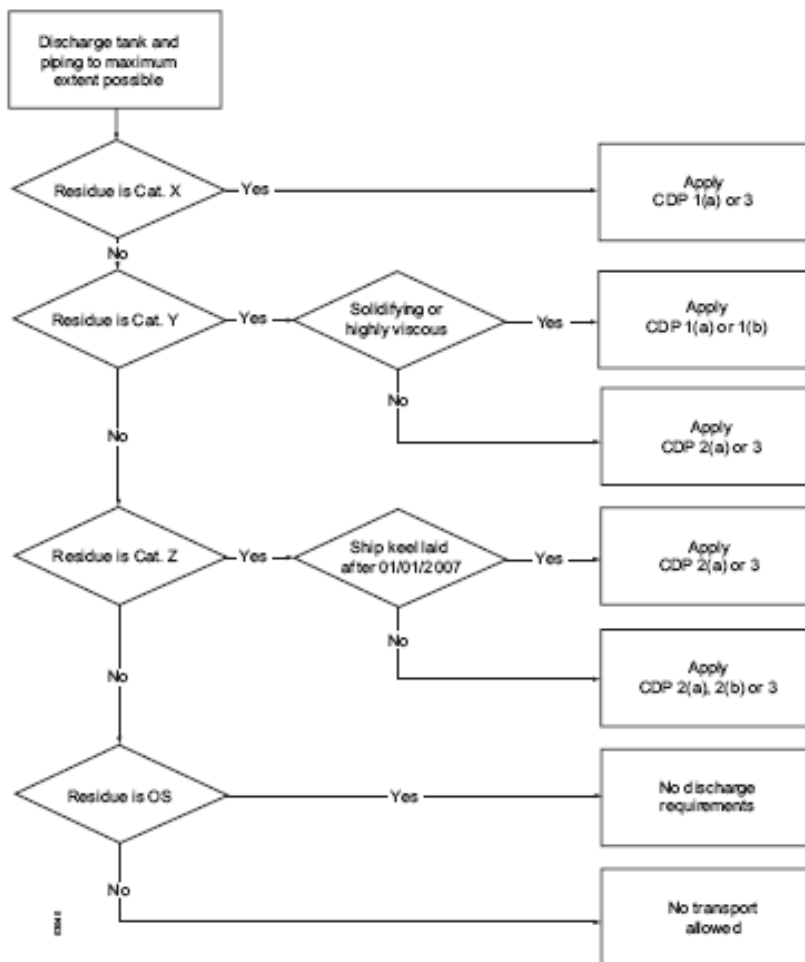 Discharge tank and
piping to maximum
extent possible
Residue is Cat. X
Yes
Apply
CDP 1(a) or 3
No
Residue is Cat. Y
Yes
Solidifying or
highly viscous
Yes
Apply
CDP 1(a) or 1(b)
No
Apply
CDP 2(a) or 3
No
Residue is Cat. Z
Yes
Ship keel laid
after 01/01/2007
Yes
Apply
CDP 2(a) or 3
No
Apply
CDP 2(a), 2(b) or 3
No
Residue is OS
Yes
No discharge
requirements
No
No transport
allowed